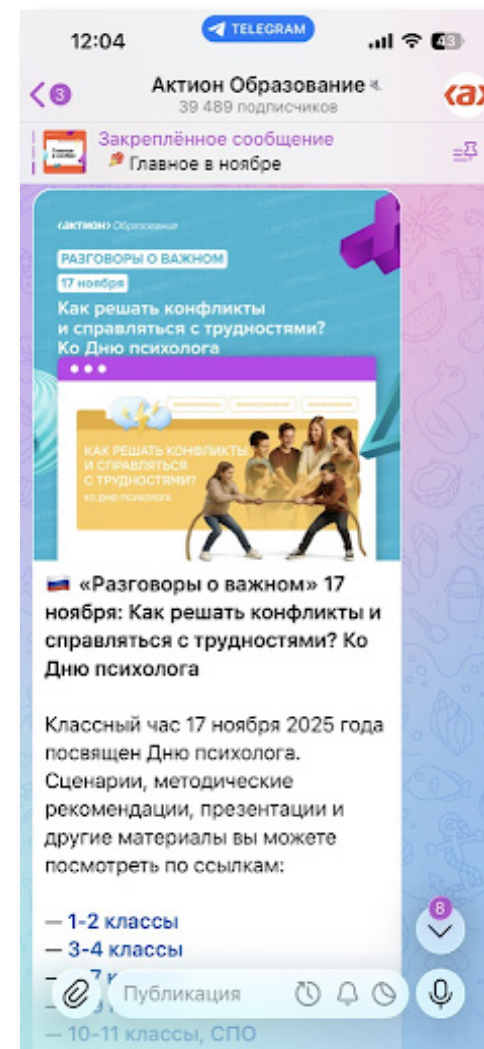 12:04
TELEGRAM
43
3
Актион Образование
39 489 подписчиков
Закреплённое сообщение
Главное в ноябре
‹актион› Образование
РАЗГОВОРЫ О ВАЖНОМ
17 ноября
Как решать конфликты
и справляться с трудностями?
Ко Дню психолога
КАК РЕШАТЬ КОНФЛИКТЫ
И СПРАВЛЯТЬСЯ
С ТРУДНОСТЯМИ?
КО ДНЮ ПСИХОЛОГА
«Разговоры о важном» 17
ноября: Как решать конфликты и
справляться с трудностями? Ко
Дню психолога
Классный час 17 ноября 2025 года
посвящен Дню психолога.
Сценарии, методические
рекомендации, презентации и
другие материалы вы можете
посмотреть по ссылкам:
— 1-2 классы
8
— 3-4 классы
Публикация
— 10-11 классы, СПО